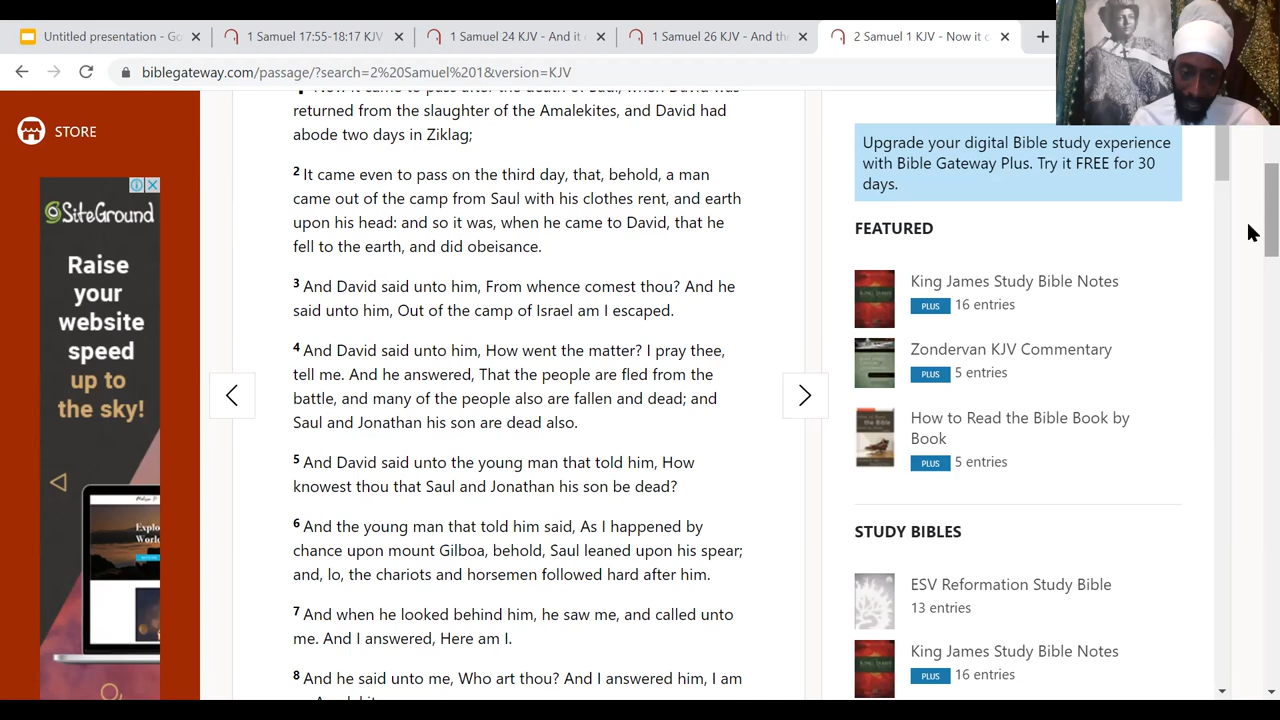 Untitled presentation - Go
1 Samuel 17:55-18:17 KJV
1 Samuel 24 KJV - And it c
1 Samuel 26 KJV - And th
2 Samuel 1 KJV - Now it c
biblegateway.com/passage/?search=2%20Samuel%201&version=KJV
STORE
SiteGround
Raise
your
website
speed
up to
the sky!
returned from the slaughter of the Amalekites, and David had
abode two days in Ziklag;
2 It came even to pass on the third day, that, behold, a man
came out of the camp from Saul with his clothes rent, and earth
upon his head: and so it was, when he came to David, that he
fell to the earth, and did obeisance.
3 And David said unto him, From whence comest thou? And he
said unto him, Out of the camp of Israel am I escaped.
4 And David said unto him, How went the matter? I pray thee,
tell me. And he answered, That the people are fled from the
battle, and many of the people also are fallen and dead; and
Saul and Jonathan his son are dead also.
5 And David said unto the young man that told him, How
knowest thou that Saul and Jonathan his son be dead?
6 And the young man that told him said, As I happened by
chance upon mount Gilboa, behold, Saul leaned upon his spear;
and, lo, the chariots and horsemen followed hard after him.
7 And when he looked behind him, he saw me, and called unto
me. And I answered, Here am I.
8 And he said unto me, Who art thou? And I answered him, I am
Upgrade your digital Bible study experience
with Bible Gateway Plus. Try it FREE for 30
days.
FEATURED
King James Study Bible Notes
PLUS 16 entries
Zondervan KJV Commentary
PLUS 5 entries
How to Read the Bible Book by
Book
PLUS 5 entries
STUDY BIBLES
ESV Reformation Study Bible
13 entries
King James Study Bible Notes
PLUS 16 entries